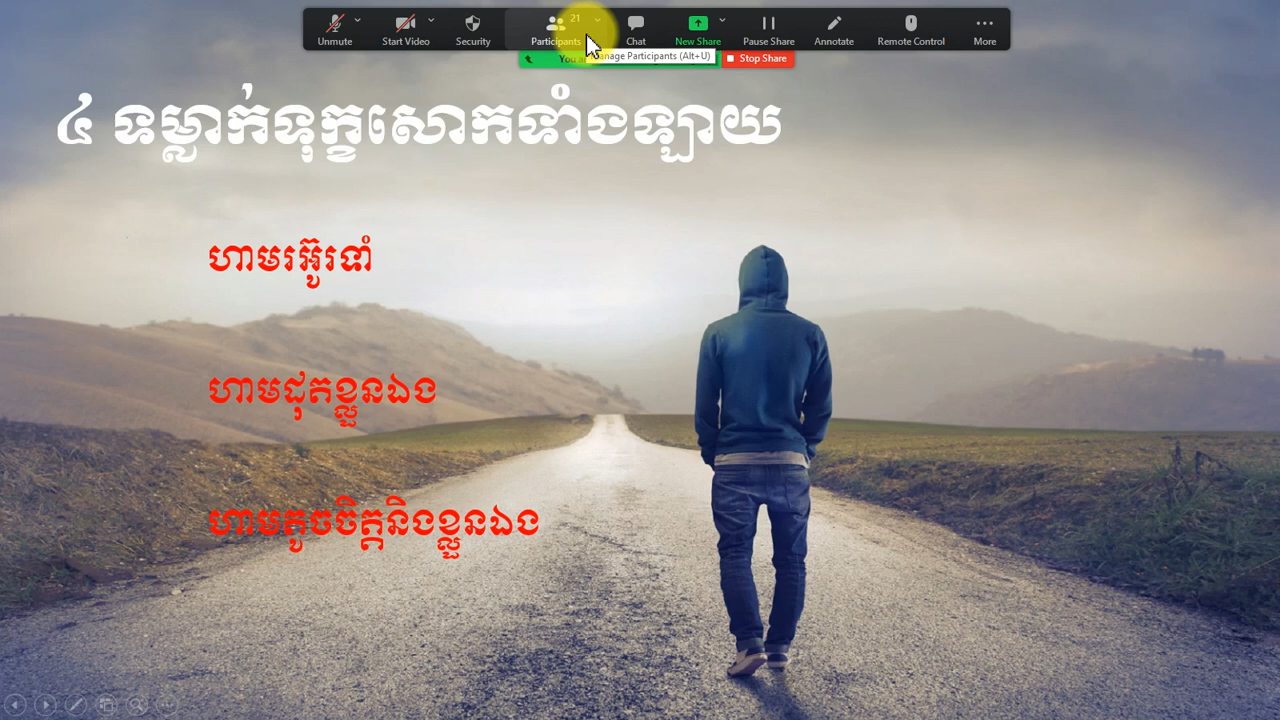 Unmute
Start Video
Security
Participants
21
Chat
New Share
Pause Share
Annotate
Remote Control
More
You a
anage Participants (Alt+U)
Stop Share
៤ ទម្លាក់ទុក្ខសោកទាំងឡាយ
ហាមរអ៊ូរទាំ
ហាមដុតខ្លួនឯង
ហាមតូចចិត្តនិងខ្លួនឯង